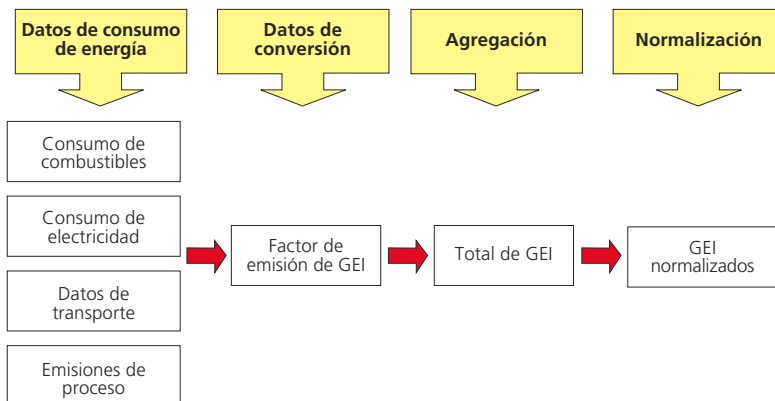 Datos de consumo
de energía
Datos de
conversión
Agregación
Normalización
Consumo de
combustibles
Consumo de
electricidad
Datos de
transporte
Emisiones de
proceso
Factor de
emisión de GEI
Total de GEI
GEI
normalizados